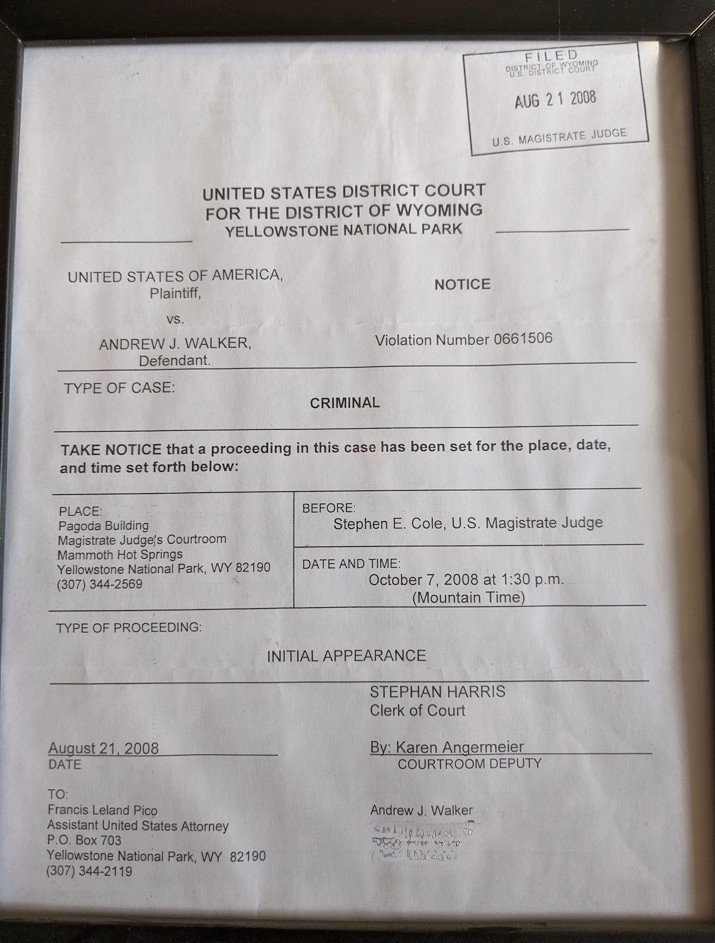 FILED
DISTRICT OF WYOMING
U.S. DISTRICT COURT
AUG 21 2008
U.S. MAGISTRATE JUDGE
UNITED STATES DISTRICT COURT
FOR THE DISTRICT OF WYOMING
YELLOWSTONE NATIONAL PARK
UNITED STATES OF AMERICA,
Plaintiff,
vs.
ANDREW J. WALKER,
Defendant.
NOTICE
Violation Number 0661506
TYPE OF CASE:
CRIMINAL
TAKE NOTICE that a proceeding in this case has been set for the place, date,
and time set forth below:
PLACE:
Pagoda Building
Magistrate Judge's Courtroom
Mammoth Hot Springs
Yellowstone National Park, WY 82190
(307) 344-2569
BEFORE:
Stephen E. Cole, U.S. Magistrate Judge
DATE AND TIME:
October 7, 2008 at 1:30 p.m.
(Mountain Time)
TYPE OF PROCEEDING:
INITIAL APPEARANCE
STEPHAN HARRIS
Clerk of Court
August 21, 2008
DATE
By: Karen Angermeier
COURTROOM DEPUTY
TO:
Francis Leland Pico
Assistant United States Attorney
P.O. Box 703
Yellowstone National Park, WY 82190
(307) 344-2119
Andrew J. Walker